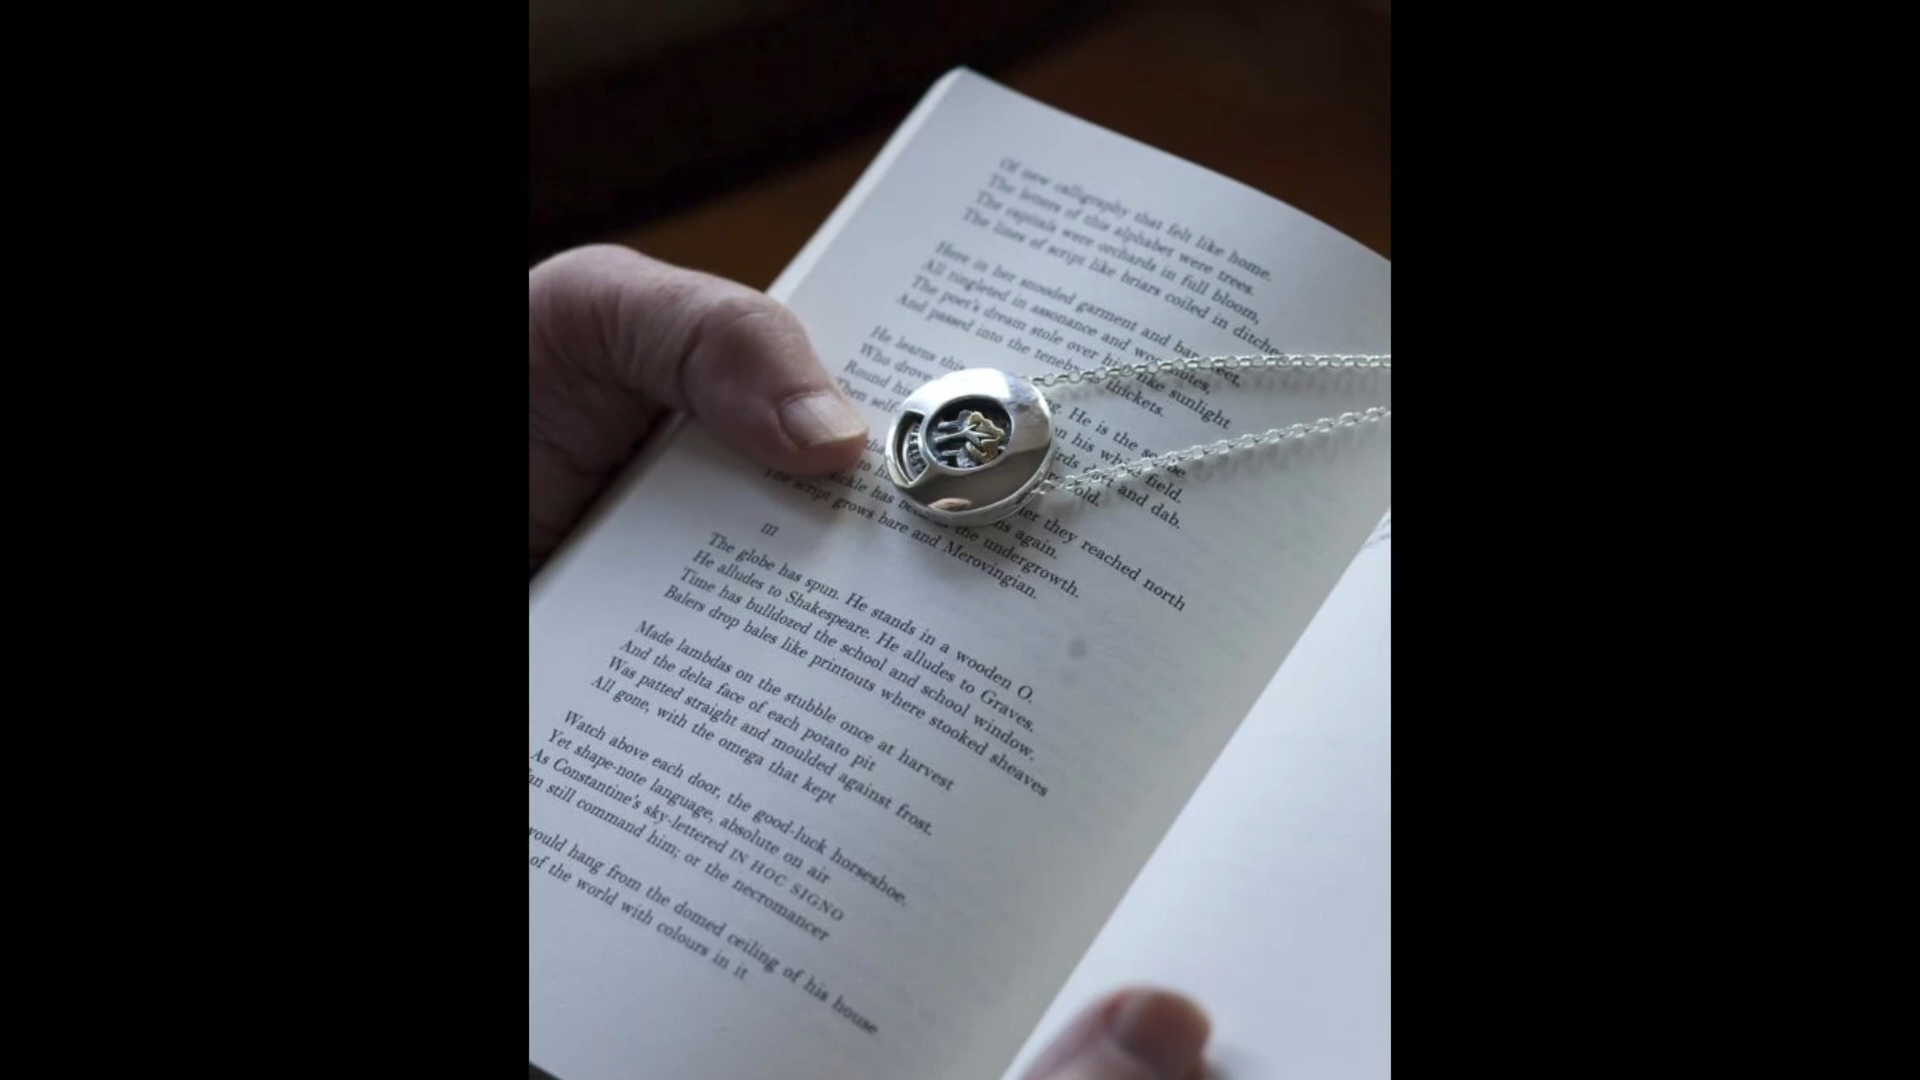 Of new calligraphy that felt like home.
The letters of this alphabet were trees.
The capitals were orchards in full bloom,
The lines of script like briars coiled in
Here in her snooded garment and
All ringleted in assonance and
The poet's dream stole over him like sunlight
And passed into the thickets.
He learns this He is the
Who drove on his white field.
Round dart and dab.
Then self
they reached north
to again.
has been in the undergrowth.
The script grows bare and Merovingian.
III
The globe has spun. He stands in a wooden O.
He alludes to Shakespeare. He alludes to Graves.
Time has bulldozed the school and school window.
Balers drop bales like printouts where stooked sheaves
Made lambdas on the stubble once at harvest
And the delta face of each potato pit
Was patted straight and moulded against frost.
All gone, with the omega that kept
Watch above each door, the good-luck horseshoe.
Yet shape-note language, absolute on air
As Constantine's sky-lettered IN HOC SIGNO
still command him; or the necromancer
would hang from the domed ceiling of his house
of the world with colours in it